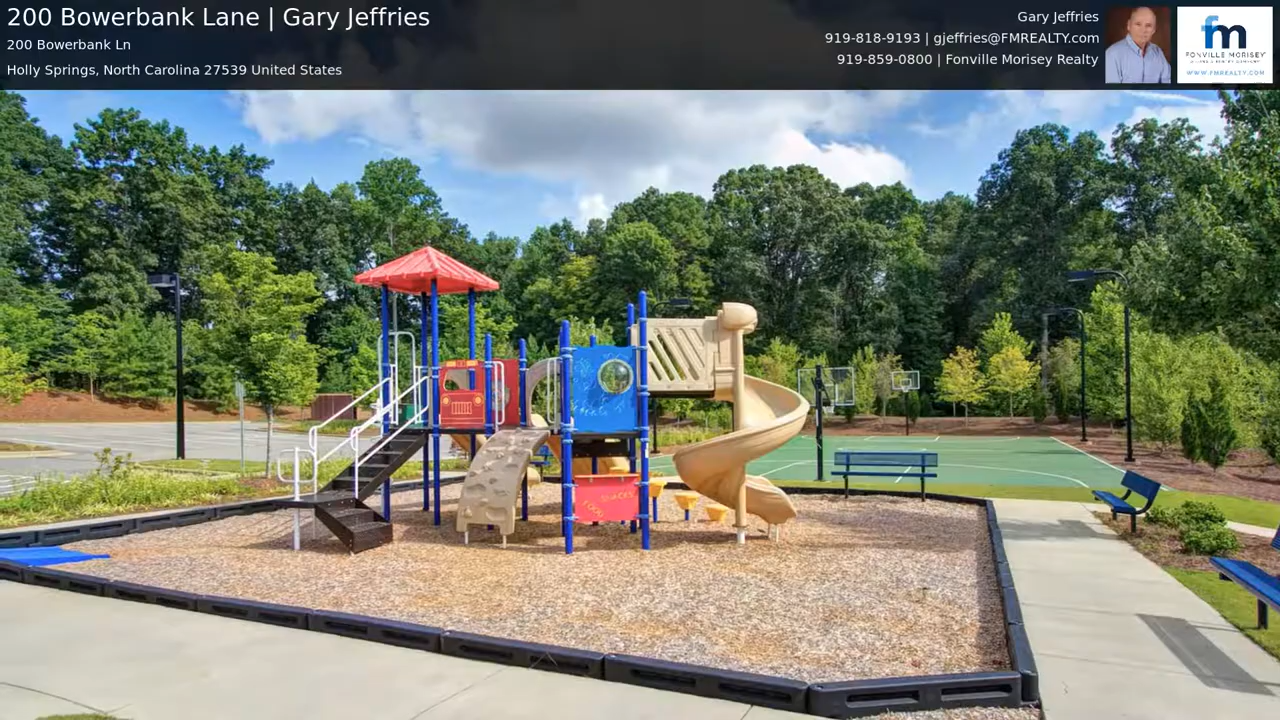 200 Bowerbank Lane | Gary Jeffries
200 Bowerbank Ln
Holly Springs, North Carolina 27539 United States
Gary Jeffries
919-818-9193 | gjeffries@FMREALTY.com
919-859-0800 | Fonville Morisey Realty
fm
FONVILLE MORISEY
WWW.FMREALTY.COM
FOOD SNACKS